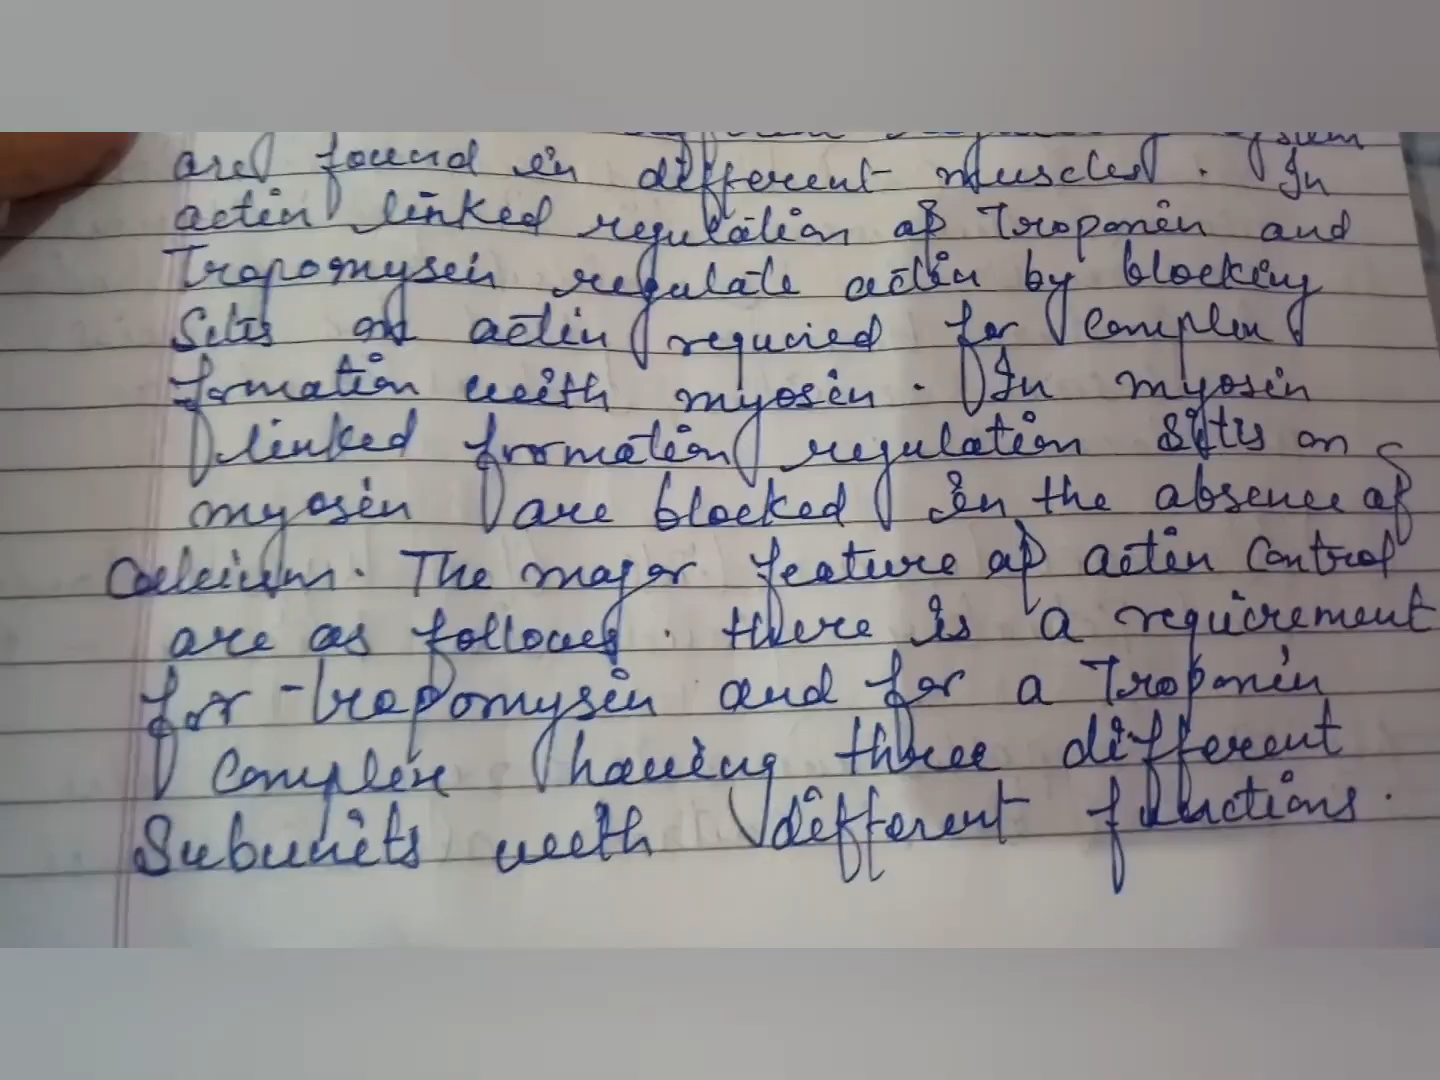 are found in different muscles. In
actin linked regulation of Troponin and
Tropomysin regulate actin by blocking
Sites on actin required for complex
formation with myosin. In myosin
linked formation regulation sites on
myosin are blocked in the absence of
Calcium. The major feature of actin Control
are as follows. there is a requirement
for tropomysin and for a Troponin
Complex having three different
Subunits with different functions.